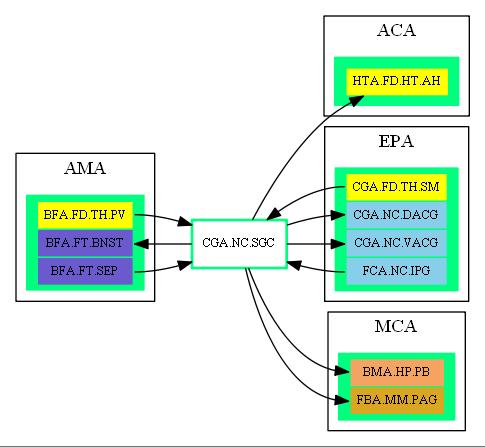 ACA
HTA.FD.HT.AH
EPA
CGA.FD.TH.SM
CGA.NC.DACG
CGA.NC.VACG
FCA.NC.IPG
AMA
BFA.FD.TH.PV
BFA.FT.BNST
BFA.FT.SEP
CGA.NC.SGC
MCA
BMA.HP.PB
FBA.MM.PAG